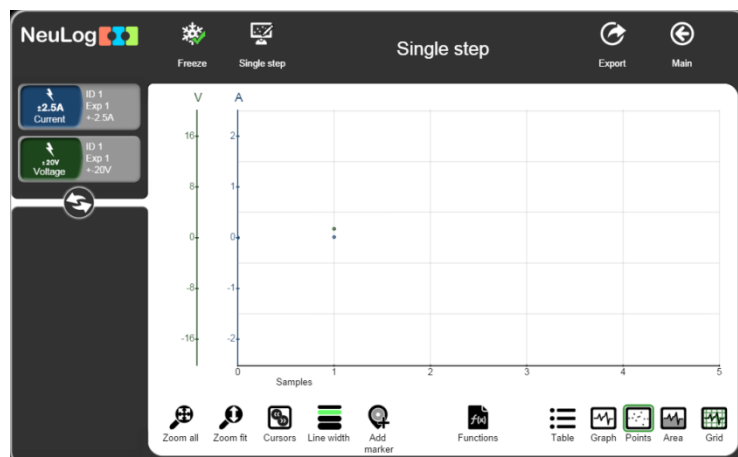 NeuLog
Freeze
Single step
Single step
Export
Main
±2.5A
Current
ID 1
Exp 1
+-2.5A
±20V
Voltage
ID 1
Exp 1
+-20V
V A
16 2
8 1
0 0
-8 -1
-16 -2
0 1 2 3 4 5
Samples
Zoom all
Zoom fit
Cursors
Line width
Add
marker
f(x)
Functions
Table
Graph
Points
Area
Grid